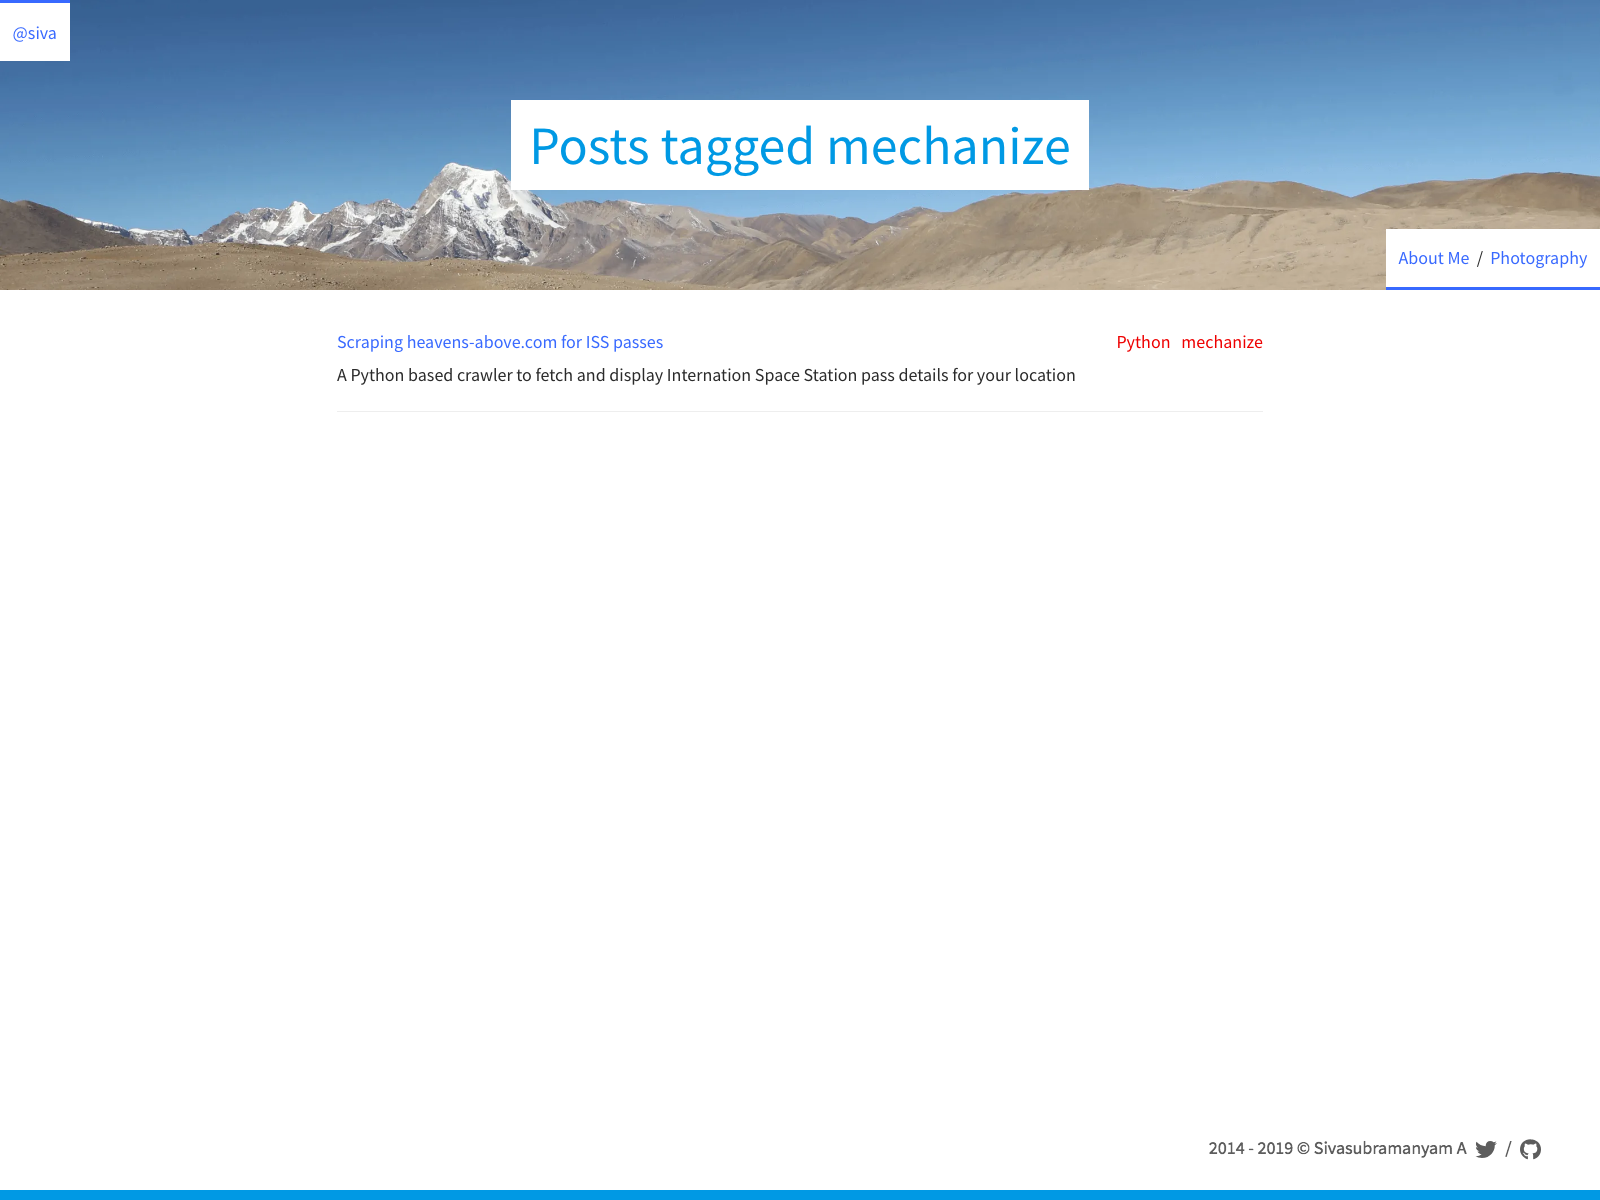 @siva
Posts tagged mechanize
About Me / Photography
Scraping heavens-above.com for ISS passes Python mechanize
A Python based crawler to fetch and display Internation Space Station pass details for your location
2014 - 2019 © Sivasubramanyam A /